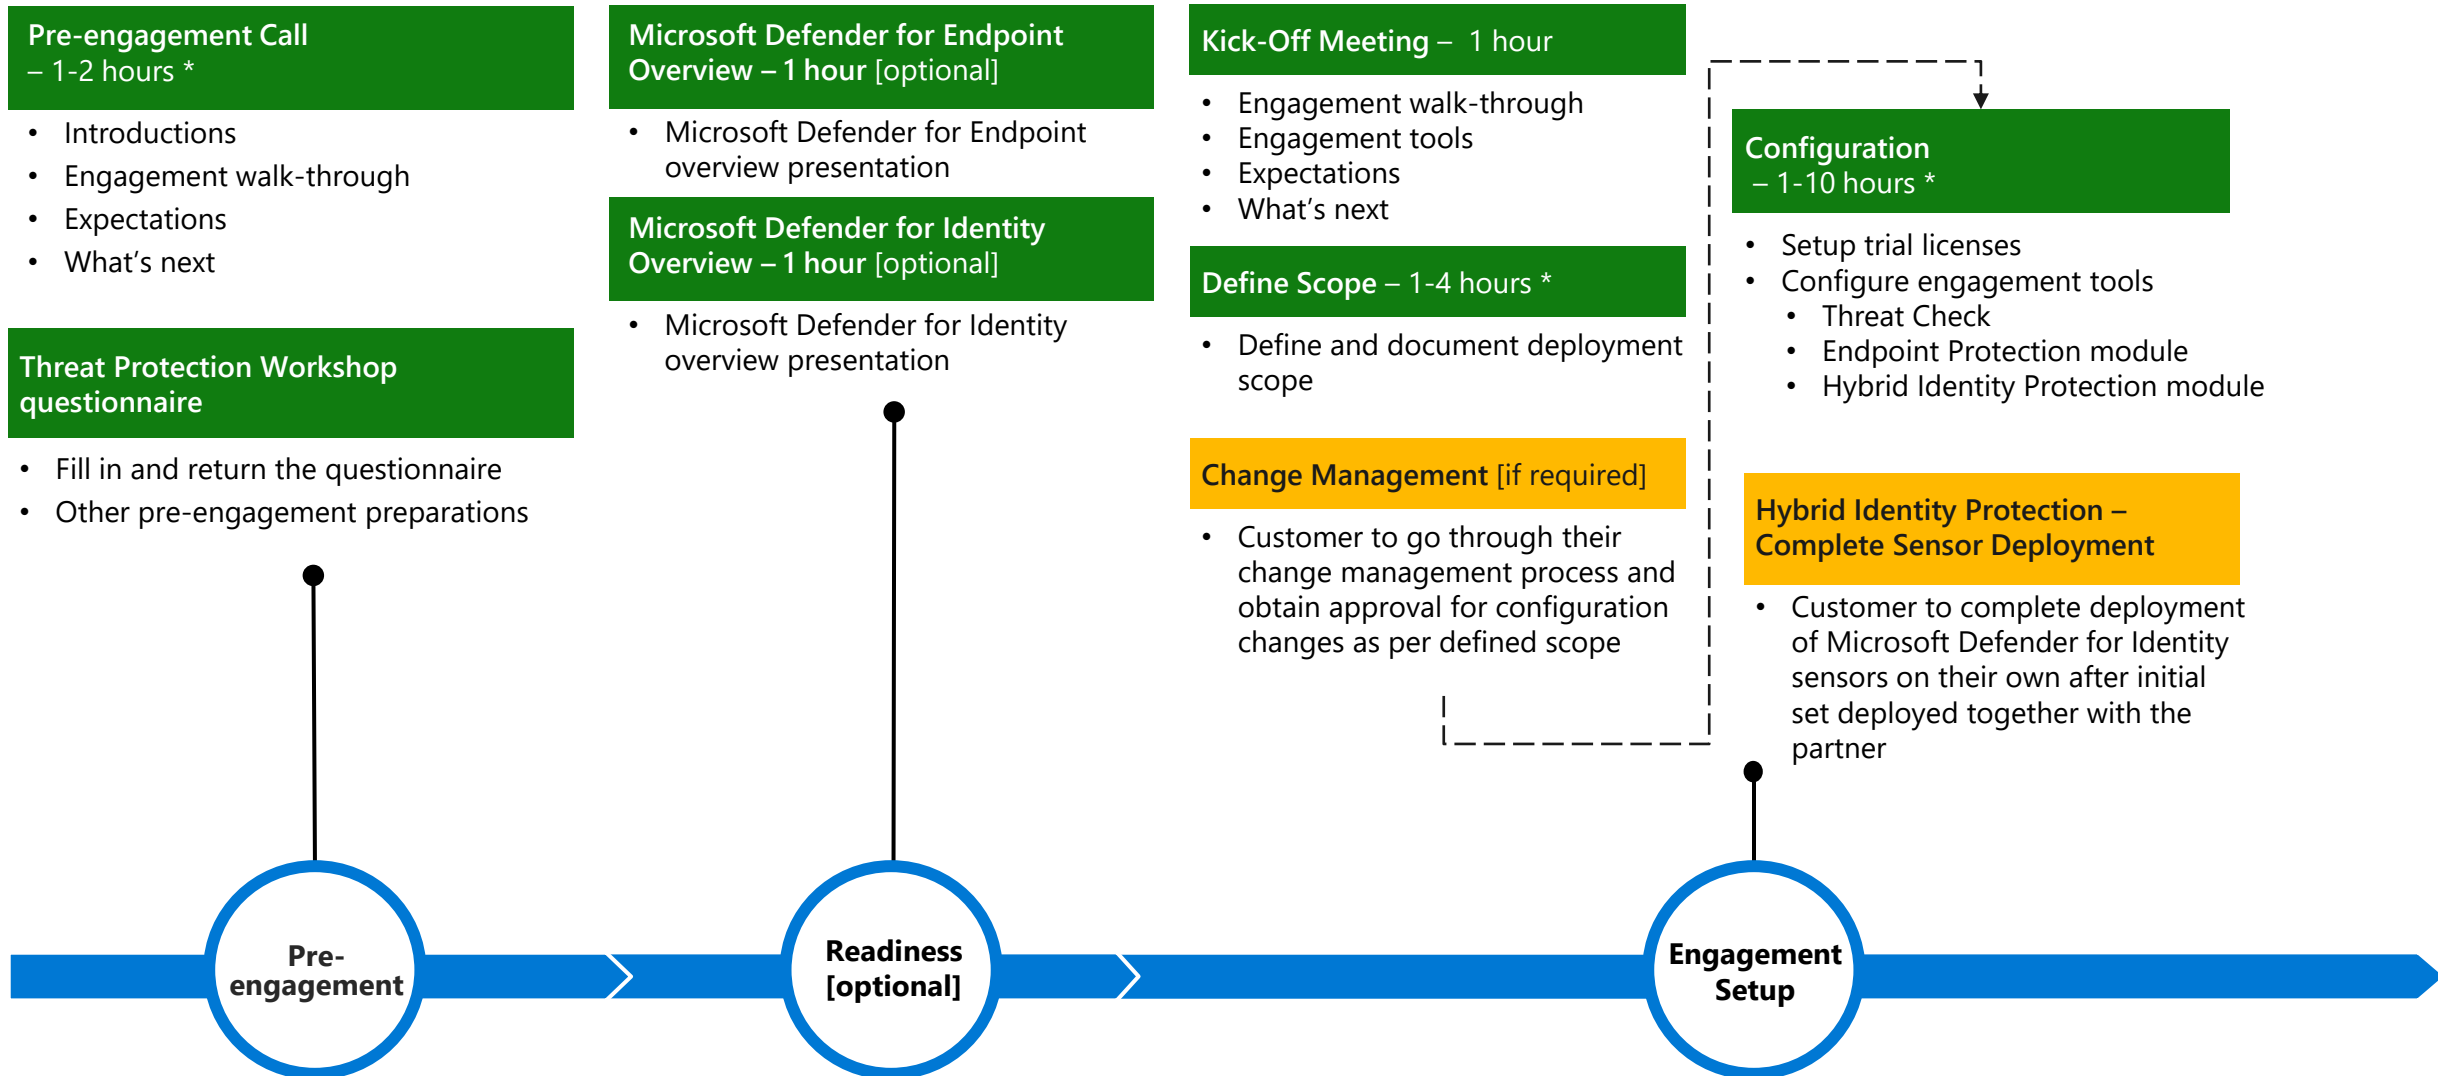 Pre-engagement Call
– 1-2 hours *
• Introductions
• Engagement walk-through
• Expectations
• What's next
Threat Protection Workshop
questionnaire
• Fill in and return the questionnaire
• Other pre-engagement preparations
Microsoft Defender for Endpoint
Overview – 1 hour [optional]
• Microsoft Defender for Endpoint
overview presentation
Microsoft Defender for Identity
Overview – 1 hour [optional]
• Microsoft Defender for Identity
overview presentation
Kick-Off Meeting – 1 hour
• Engagement walk-through
• Engagement tools
• Expectations
• What's next
Define Scope – 1-4 hours *
• Define and document deployment
scope
Change Management [if required]
• Customer to go through their
change management process and
obtain approval for configuration
changes as per defined scope
Configuration
– 1-10 hours *
• Setup trial licenses
• Configure engagement tools
• Threat Check
• Endpoint Protection module
• Hybrid Identity Protection module
Hybrid Identity Protection –
Complete Sensor Deployment
• Customer to complete deployment
of Microsoft Defender for Identity
sensors on their own after initial
set deployed together with the
partner
Pre-
engagement
Readiness
[optional]
Engagement
Setup